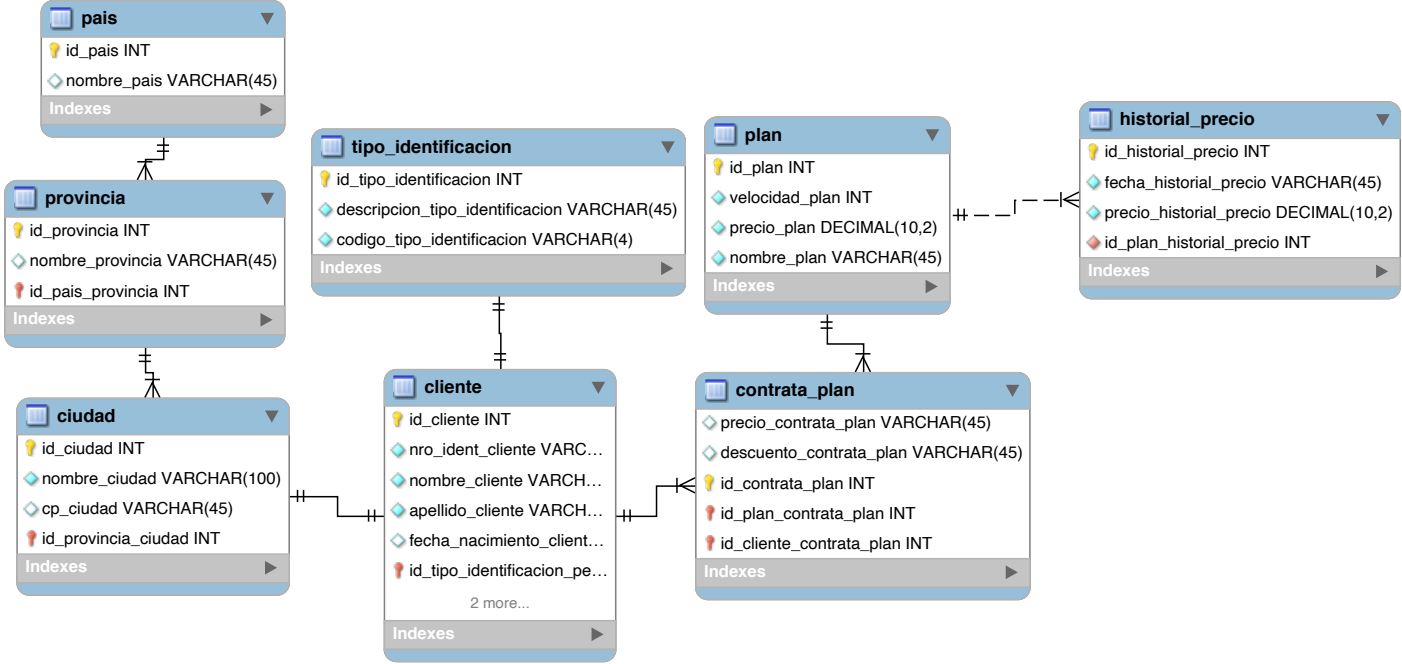 pais
id_pais INT
nombre_pais VARCHAR(45)
Indexes
provincia
id_provincia INT
nombre_provincia VARCHAR(45)
id_pais_provincia INT
Indexes
ciudad
id_ciudad INT
nombre_ciudad VARCHAR(100)
cp_ciudad VARCHAR(45)
id_provincia_ciudad INT
Indexes
tipo_identificacion
id_tipo_identificacion INT
descripcion_tipo_identificacion VARCHAR(45)
codigo_tipo_identificacion VARCHAR(4)
Indexes
cliente
id_cliente INT
nro_ident_cliente VARC...
nombre_cliente VARCH...
apellido_cliente VARCH...
fecha_nacimiento_client...
id_tipo_identificacion_pe...
2 more...
Indexes
plan
id_plan INT
velocidad_plan INT
precio_plan DECIMAL(10,2)
nombre_plan VARCHAR(45)
Indexes
contrata_plan
precio_contrata_plan VARCHAR(45)
descuento_contrata_plan VARCHAR(45)
id_contrata_plan INT
id_plan_contrata_plan INT
id_cliente_contrata_plan INT
Indexes
historial_precio
id_historial_precio INT
fecha_historial_precio VARCHAR(45)
precio_historial_precio DECIMAL(10,2)
id_plan_historial_precio INT
Indexes